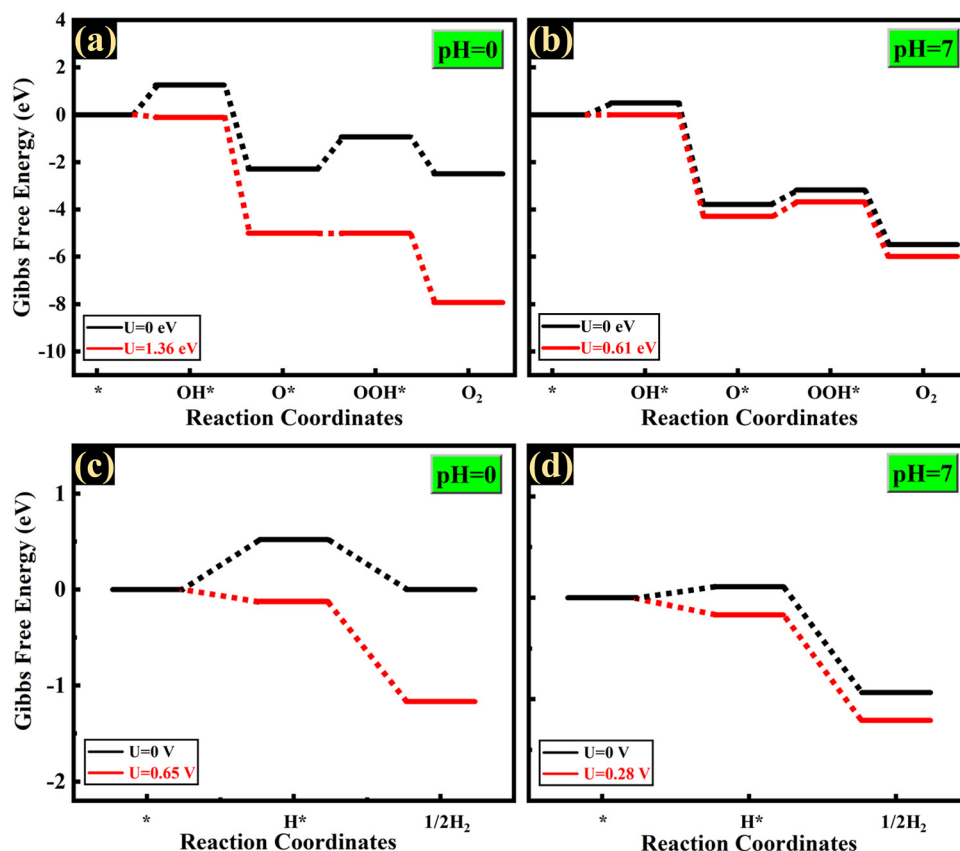 (a)
pH=0
4
2
0
-2
-4
-6
-8
-10
Gibbs Free Energy (eV)
U=0 eV
U=1.36 eV
* OH* O* OOH* O₂
Reaction Coordinates
(b)
pH=7
U=0 eV
U=0.61 eV
* OH* O* OOH* O₂
Reaction Coordinates
(c)
pH=0
1
0
-1
-2
Gibbs Free Energy (eV)
U=0 V
U=0.65 V
* H* 1/2H₂
Reaction Coordinates
(d)
pH=7
U=0 V
U=0.28 V
* H* 1/2H₂
Reaction Coordinates